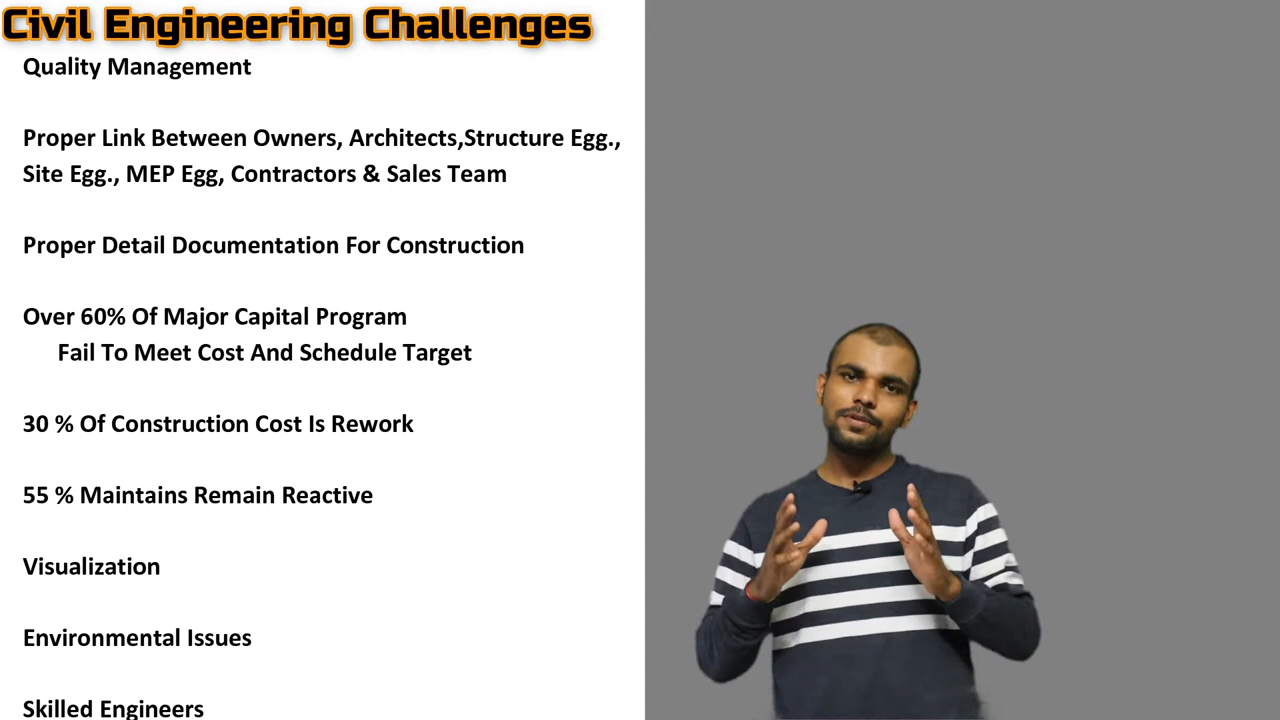 Civil Engineering Challenges
Quality Management
Proper Link Between Owners, Architects,Structure Egg.,
Site Egg., MEP Egg, Contractors & Sales Team
Proper Detail Documentation For Construction
Over 60% Of Major Capital Program
Fail To Meet Cost And Schedule Target
30 % Of Construction Cost Is Rework
55 % Maintains Remain Reactive
Visualization
Environmental Issues
Skilled Engineers